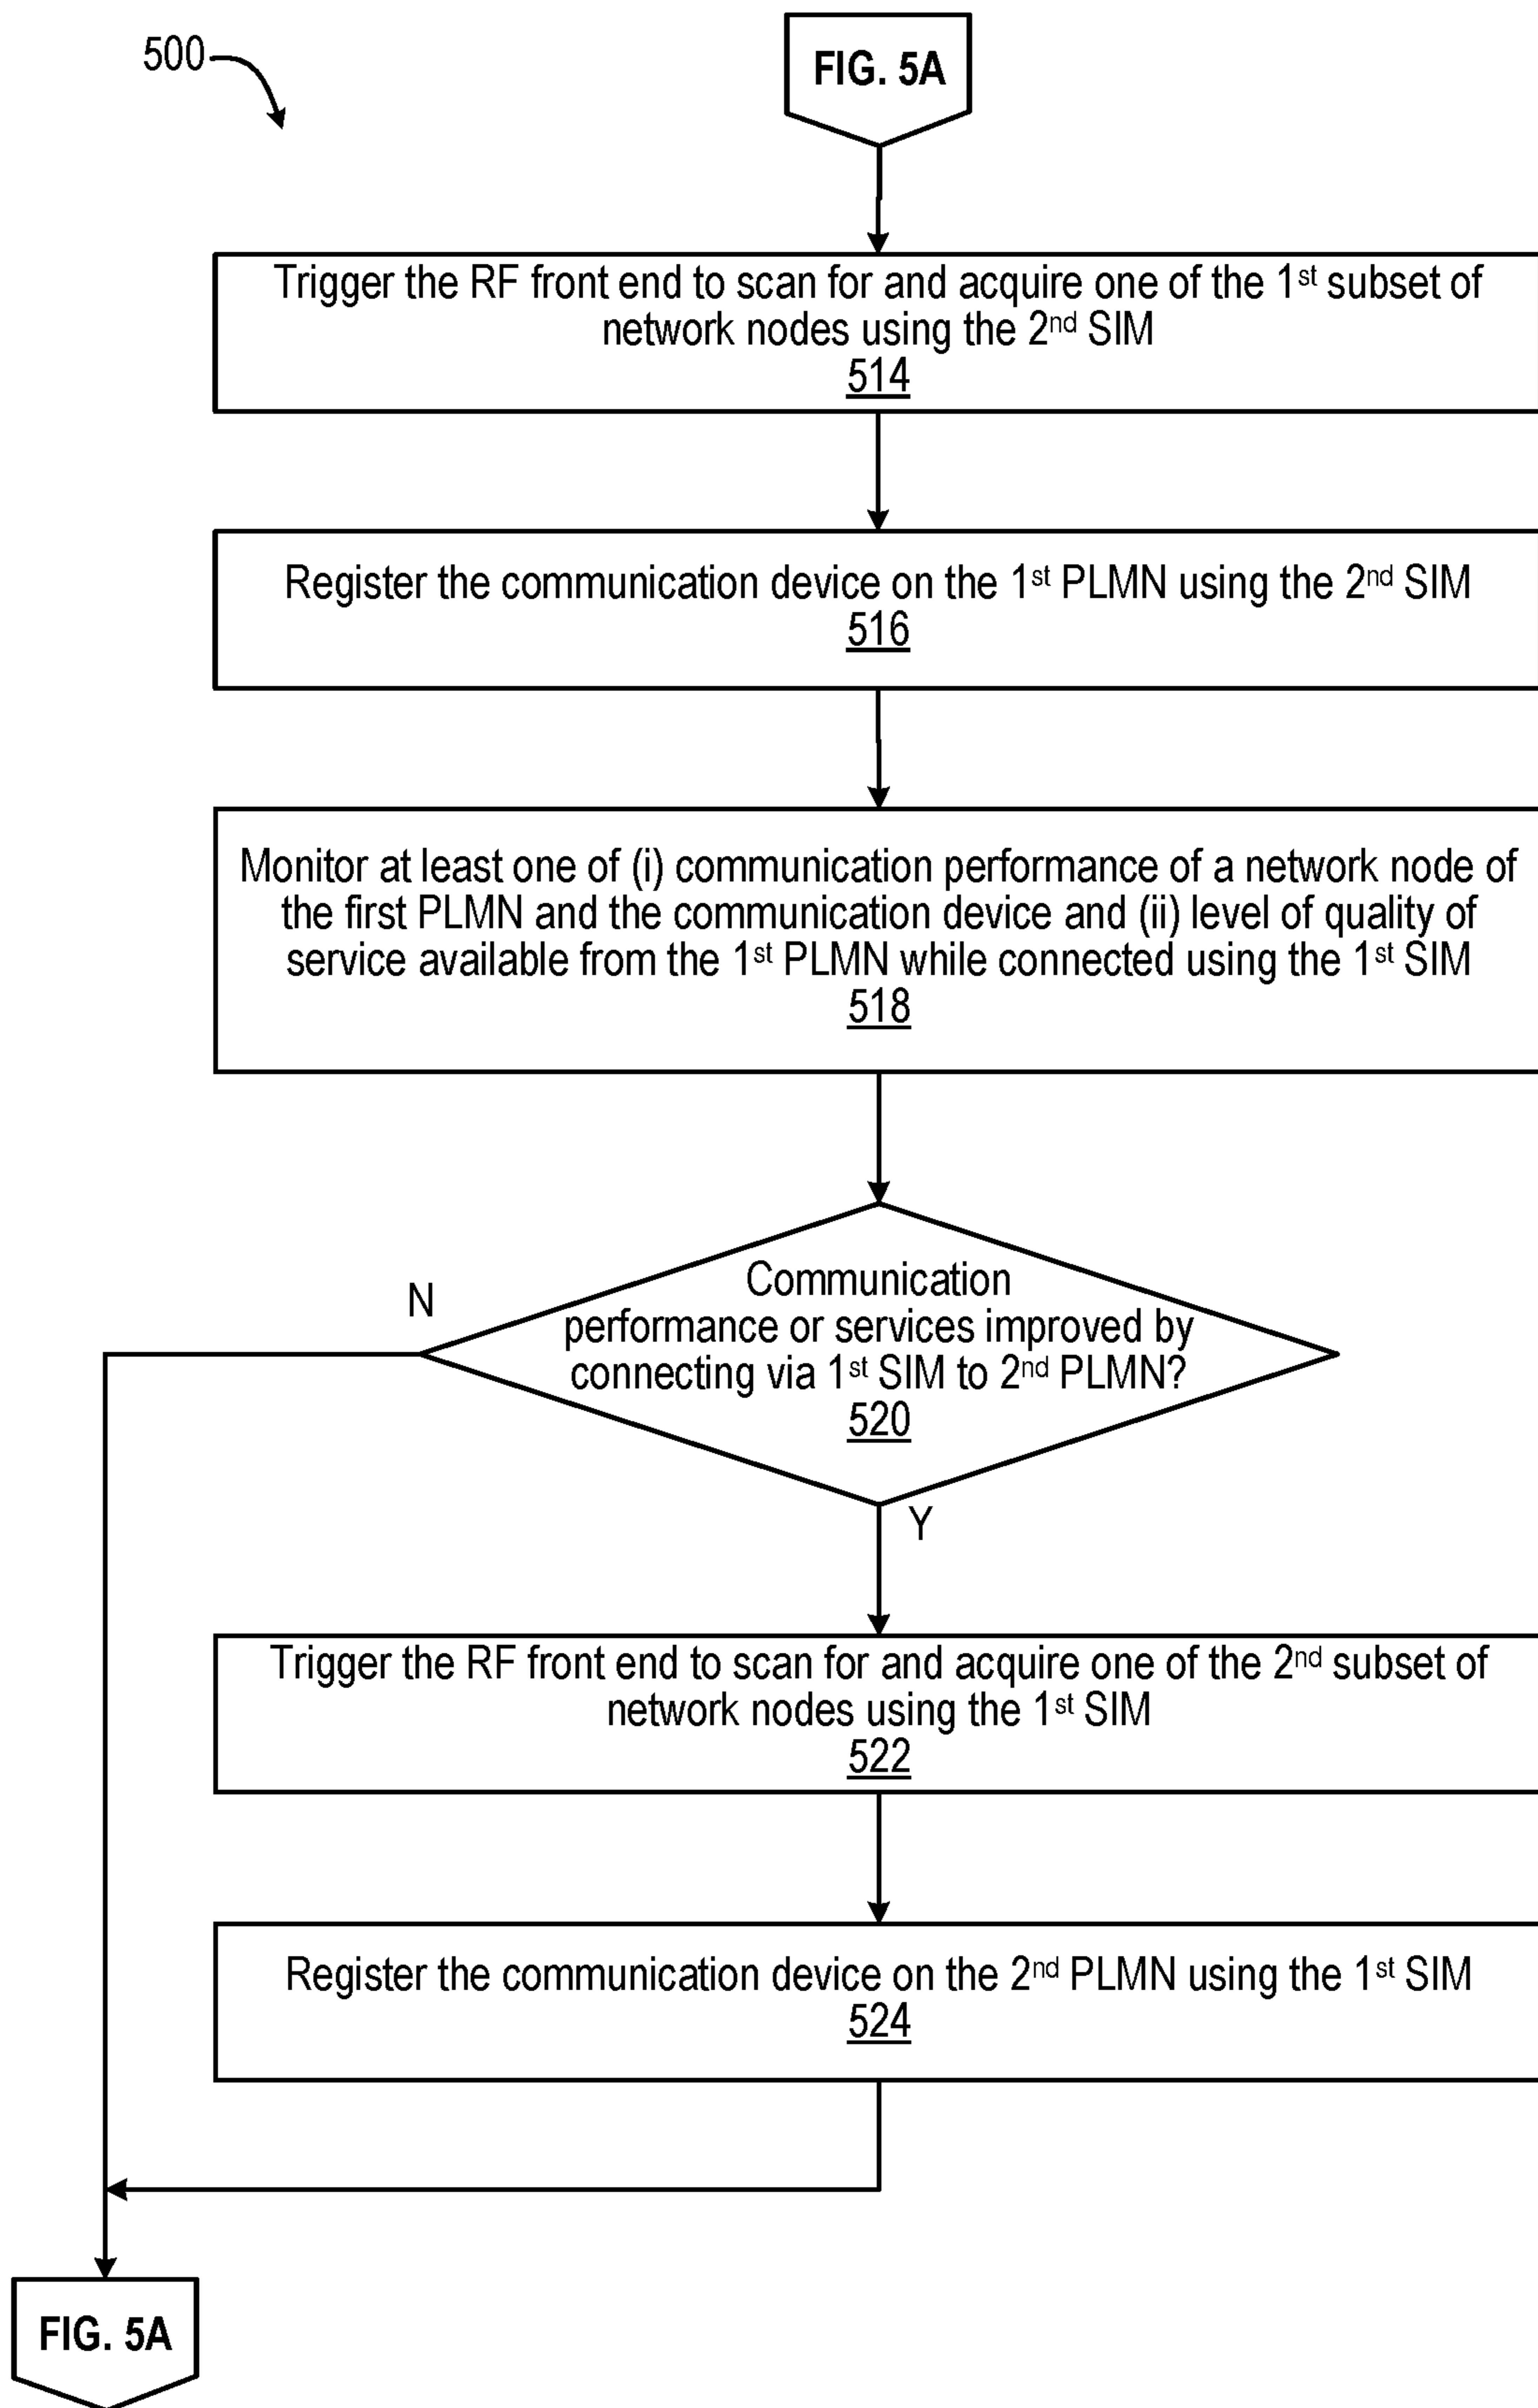 500
FIG. 5A
Trigger the RF front end to scan for and acquire one of the 1st subset of
network nodes using the 2nd SIM
514
Register the communication device on the 1st PLMN using the 2nd SIM
516
Monitor at least one of (i) communication performance of a network node of
the first PLMN and the communication device and (ii) level of quality of
service available from the 1st PLMN while connected using the 1st SIM
518
N
Communication
performance or services improved by
connecting via 1st SIM to 2nd PLMN?
520
Y
Trigger the RF front end to scan for and acquire one of the 2nd subset of
network nodes using the 1st SIM
522
Register the communication device on the 2nd PLMN using the 1st SIM
524
FIG. 5A